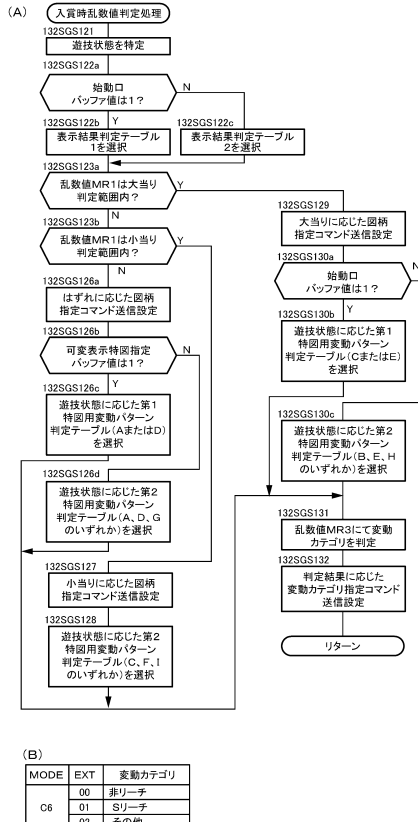 (A)
入賞時乱数値判定処理
132SGS121
遊技状態を特定
132SGS122a
始動口
バッファ値は1?
N
Y
132SGS122b
表示結果判定テーブル
1を選択
132SGS122c
表示結果判定テーブル
2を選択
132SGS123a
乱数値MR1は大当り
判定範囲内?
Y
N
132SGS123b
乱数値MR1は小当り
判定範囲内?
Y
N
132SGS126a
はずれに応じた図柄
指定コマンド送信設定
132SGS126b
可変表示特図指定
バッファ値は1?
N
Y
132SGS126c
遊技状態に応じた第1
特図用変動パターン
判定テーブル(AまたはD)
を選択
132SGS126d
遊技状態に応じた第2
特図用変動パターン
判定テーブル(A、D、G
のいずれか)を選択
132SGS127
小当りに応じた図柄
指定コマンド送信設定
132SGS128
遊技状態に応じた第2
特図用変動パターン
判定テーブル(C、F、I
のいずれか)を選択
132SGS129
大当りに応じた図柄
指定コマンド送信設定
132SGS130a
始動口
バッファ値は1?
N
Y
132SGS130b
遊技状態に応じた第1
特図用変動パターン
判定テーブル(CまたはE)
を選択
132SGS130c
遊技状態に応じた第2
特図用変動パターン
判定テーブル(B、E、H
のいずれか)を選択
132SGS131
乱数値MR3にて変動
カテゴリを判定
132SGS132
判定結果に応じた
変動カテゴリ指定コマンド
送信設定
リターン
(B)
MODE EXT 変動カテゴリ
C6 00 非リーチ
01 Sリーチ
02 その他